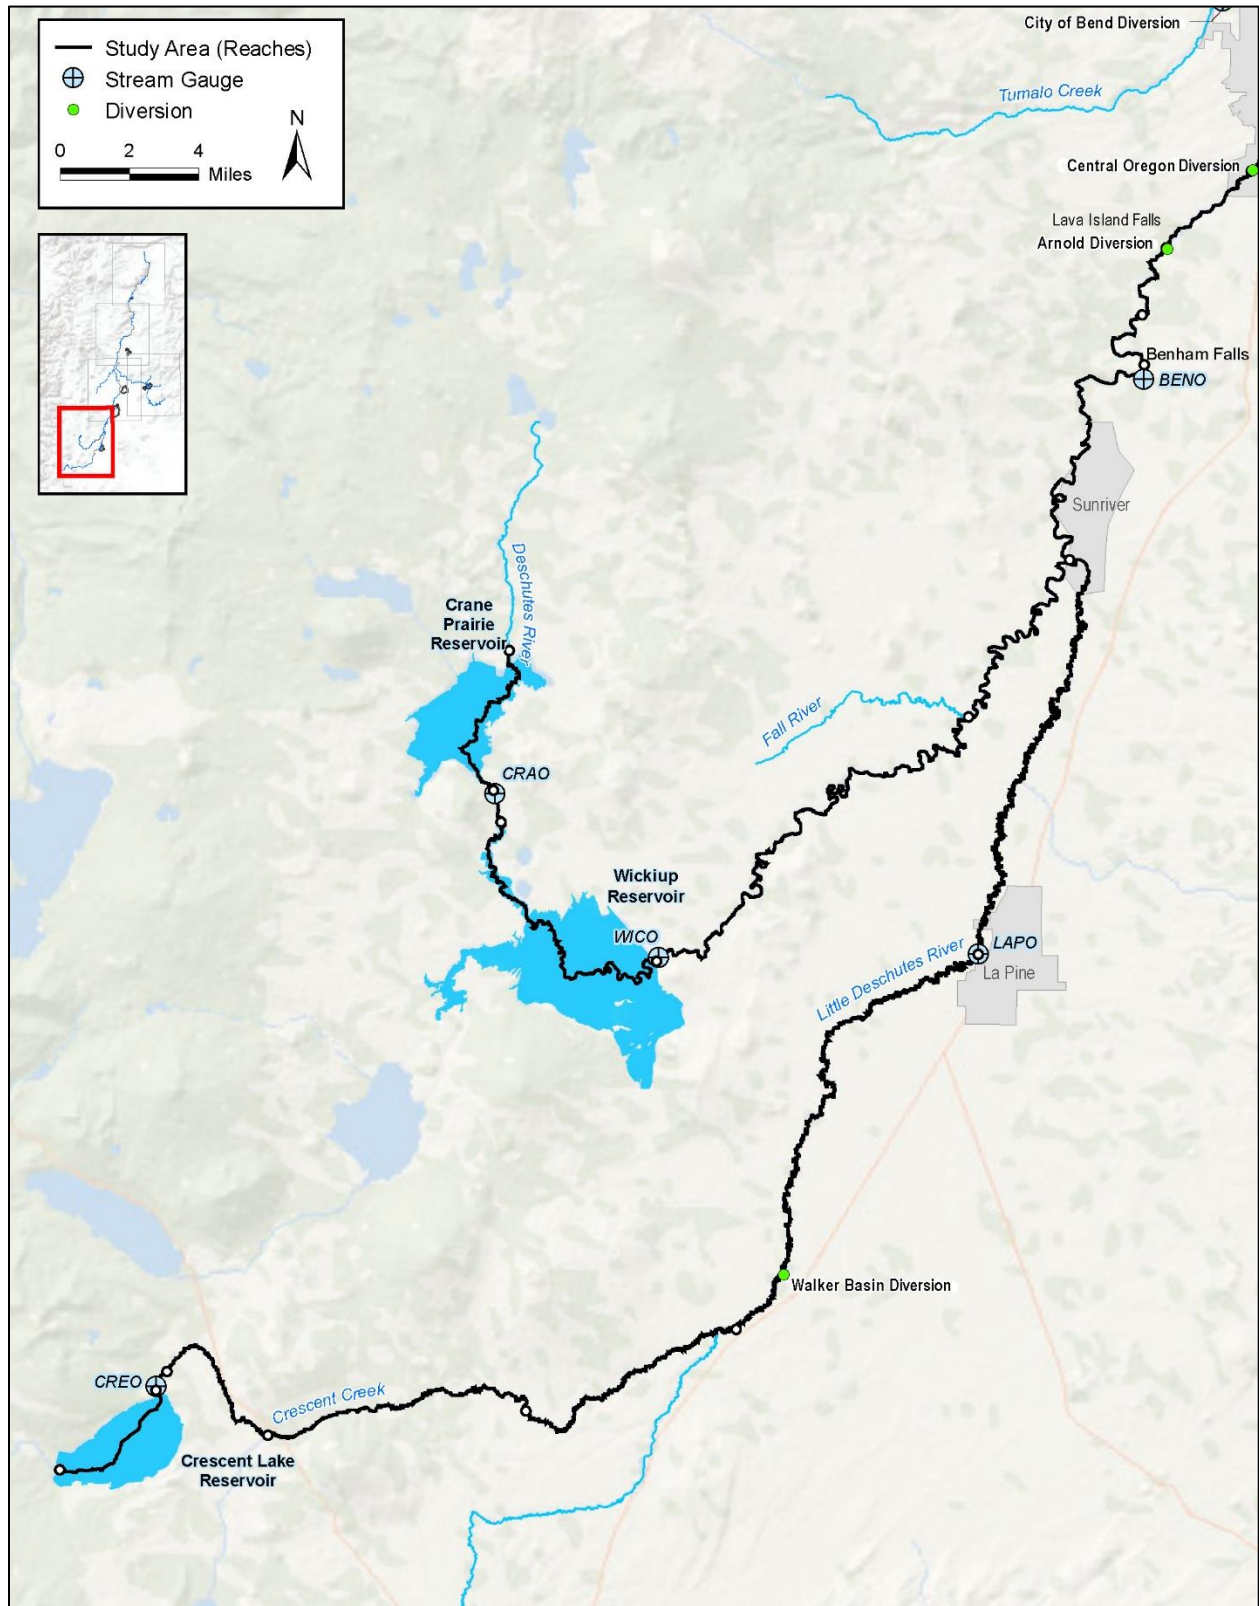 Study Area (Reaches)
Stream Gauge
Diversion
0 2 4
Miles
N
City of Bend Diversion
Tumalo Creek
Central Oregon Diversion
Lava Island Falls
Arnold Diversion
Benham Falls
BENO
Sunriver
Deschutes River
Crane
Prairie
Reservoir
Fall River
CRAO
Wickiup
Reservoir
WICO
LAPO
La Pine
Little Deschutes River
Walker Basin Diversion
CREO
Crescent Creek
Crescent Lake
Reservoir